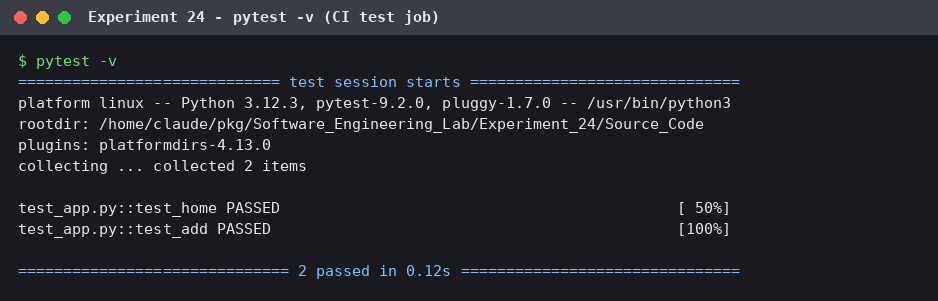 Experiment 24 - pytest -v (CI test job)
$ pytest -v
============================= test session starts ==============================
platform linux -- Python 3.12.3, pytest-9.2.0, pluggy-1.7.0 -- /usr/bin/python3
rootdir: /home/claude/pkg/Software_Engineering_Lab/Experiment_24/Source_Code
plugins: platformdirs-4.13.0
collecting ... collected 2 items
test_app.py::test_home PASSED                                            [ 50%]
test_app.py::test_add PASSED                                             [100%]
============================== 2 passed in 0.12s ===============================